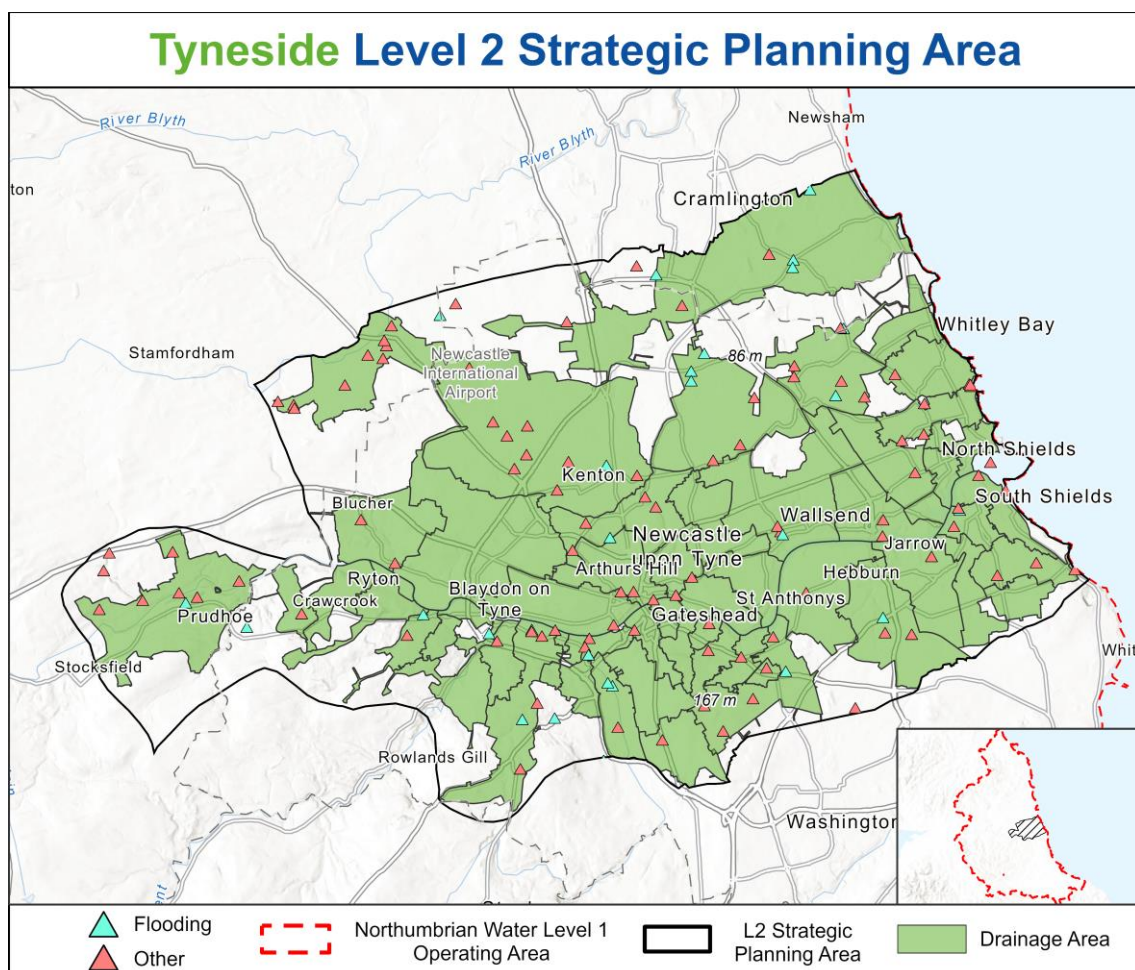 Tyneside Level 2 Strategic Planning Area
River Blyth
River Blyth
Newsham
ton
Cramlington
Whitley Bay
Stamfordham
86 m
Newcastle
International
Airport
North Shields
Kenton
South Shields
Blucher
Wallsend
Newcastle
upon Tyne
Jarrow
Arthurs Hill
Ryton
Blaydon on
Tyne
Hebburn
Crawcrook
St Anthonys
Prudhoe
Gateshead
Stocksfield
Whit
167 m
Rowlands Gill
Washington
Flooding
Other
Northumbrian Water Level 1
Operating Area
L2 Strategic
Planning Area
Drainage Area